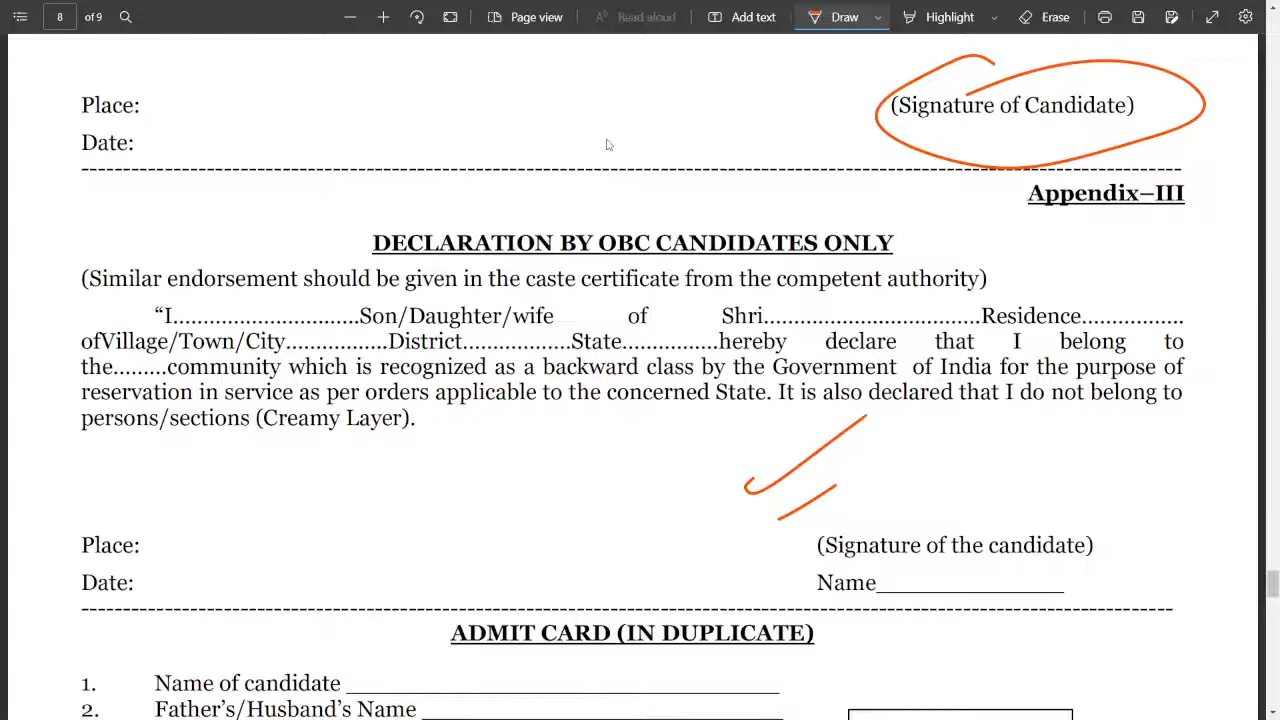 8 of 9 Page view Read aloud Add text Draw Highlight Erase
Place: (Signature of Candidate)
Date:
--------------------------------------------------------------------------------
Appendix–III
DECLARATION BY OBC CANDIDATES ONLY
(Similar endorsement should be given in the caste certificate from the competent authority)
“I...............................Son/Daughter/wife of Shri.....................................Residence.................
ofVillage/Town/City.................District..................State................hereby declare that I belong to
the.........community which is recognized as a backward class by the Government of India for the purpose of
reservation in service as per orders applicable to the concerned State. It is also declared that I do not belong to
persons/sections (Creamy Layer).
Place: (Signature of the candidate)
Date: Name_________________
--------------------------------------------------------------------------------
ADMIT CARD (IN DUPLICATE)
1. Name of candidate ______________________________________
2. Father’s/Husband’s Name ________________________________